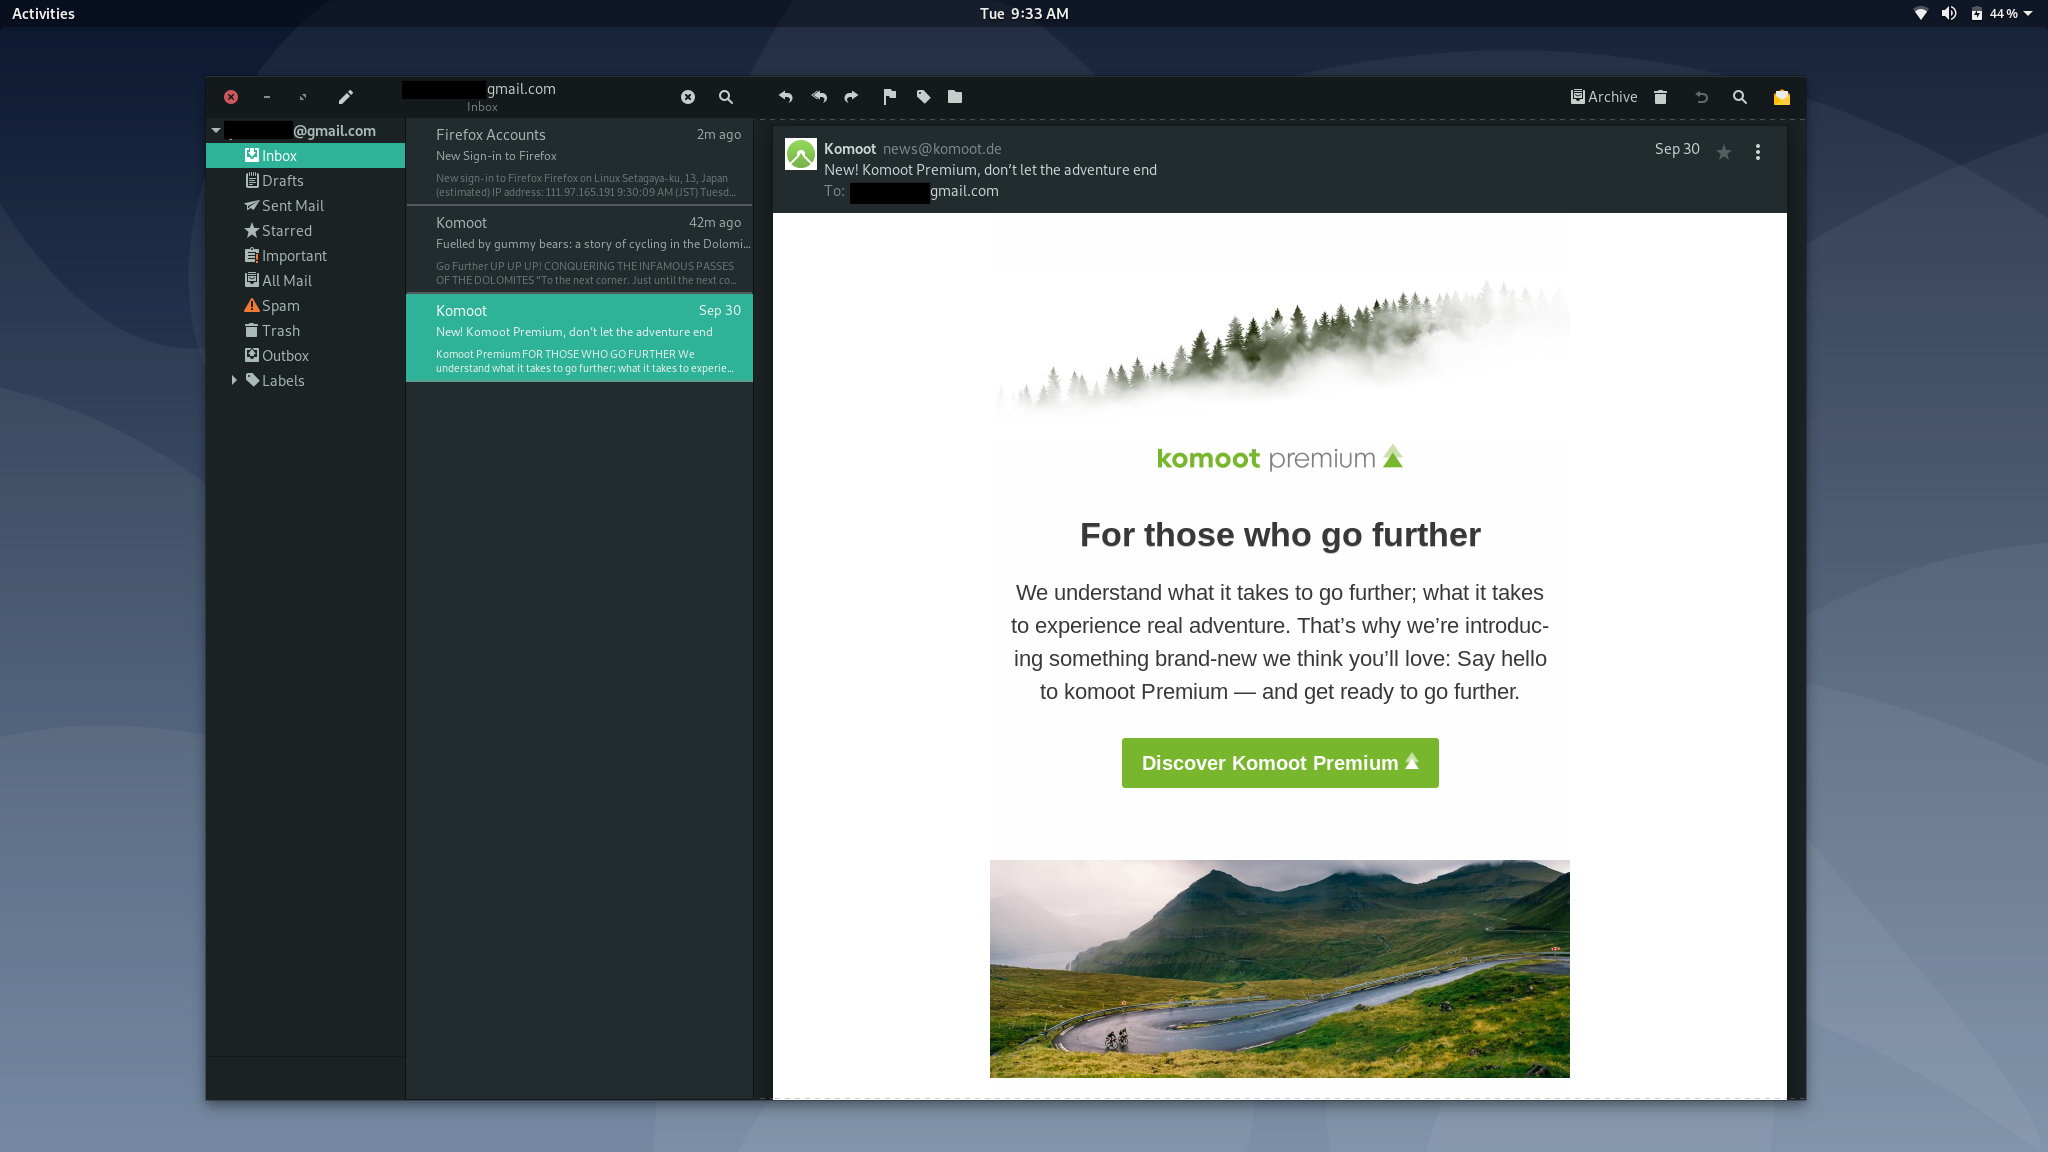 Activities
Tue 9:33 AM
44 %
gmail.com
Inbox
Archive
@gmail.com
Inbox
Drafts
Sent Mail
Starred
Important
All Mail
Spam
Trash
Outbox
Labels
Firefox Accounts 2m ago
New Sign-in to Firefox
New sign-in to Firefox Firefox on Linux Setagaya-ku, 13, Japan
(estimated) IP address: 111.97.165.191 9:30:09 AM (JST) Tuesd…
Komoot 42m ago
Fuelled by gummy bears: a story of cycling in the Dolomi…
Go Further UP UP UP! CONQUERING THE INFAMOUS PASSES
OF THE DOLOMITES “To the next corner. Just until the next co…
Komoot Sep 30
New! Komoot Premium, don’t let the adventure end
Komoot Premium FOR THOSE WHO GO FURTHER We
understand what it takes to go further; what it takes to experie…
Komoot news@komoot.de Sep 30
New! Komoot Premium, don’t let the adventure end
To: gmail.com
komoot premium
For those who go further
We understand what it takes to go further; what it takes
to experience real adventure. That’s why we’re introduc-
ing something brand-new we think you’ll love: Say hello
to komoot Premium — and get ready to go further.
Discover Komoot Premium